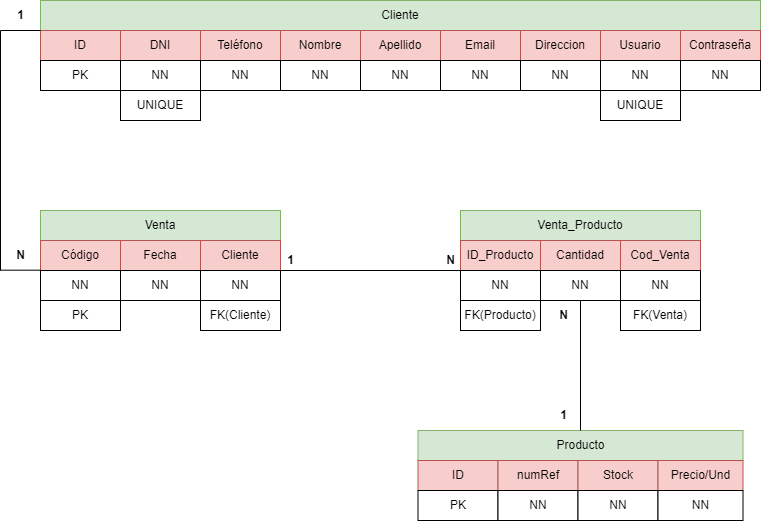 1
Cliente
ID DNI Teléfono Nombre Apellido Email Direccion Usuario Contraseña
PK NN NN NN NN NN NN NN NN
UNIQUE UNIQUE
Venta Venta_Producto
N Código Fecha Cliente 1 N ID_Producto Cantidad Cod_Venta
NN NN NN NN NN NN
PK FK(Cliente) FK(Producto) N FK(Venta)
1
Producto
ID numRef Stock Precio/Und
PK NN NN NN